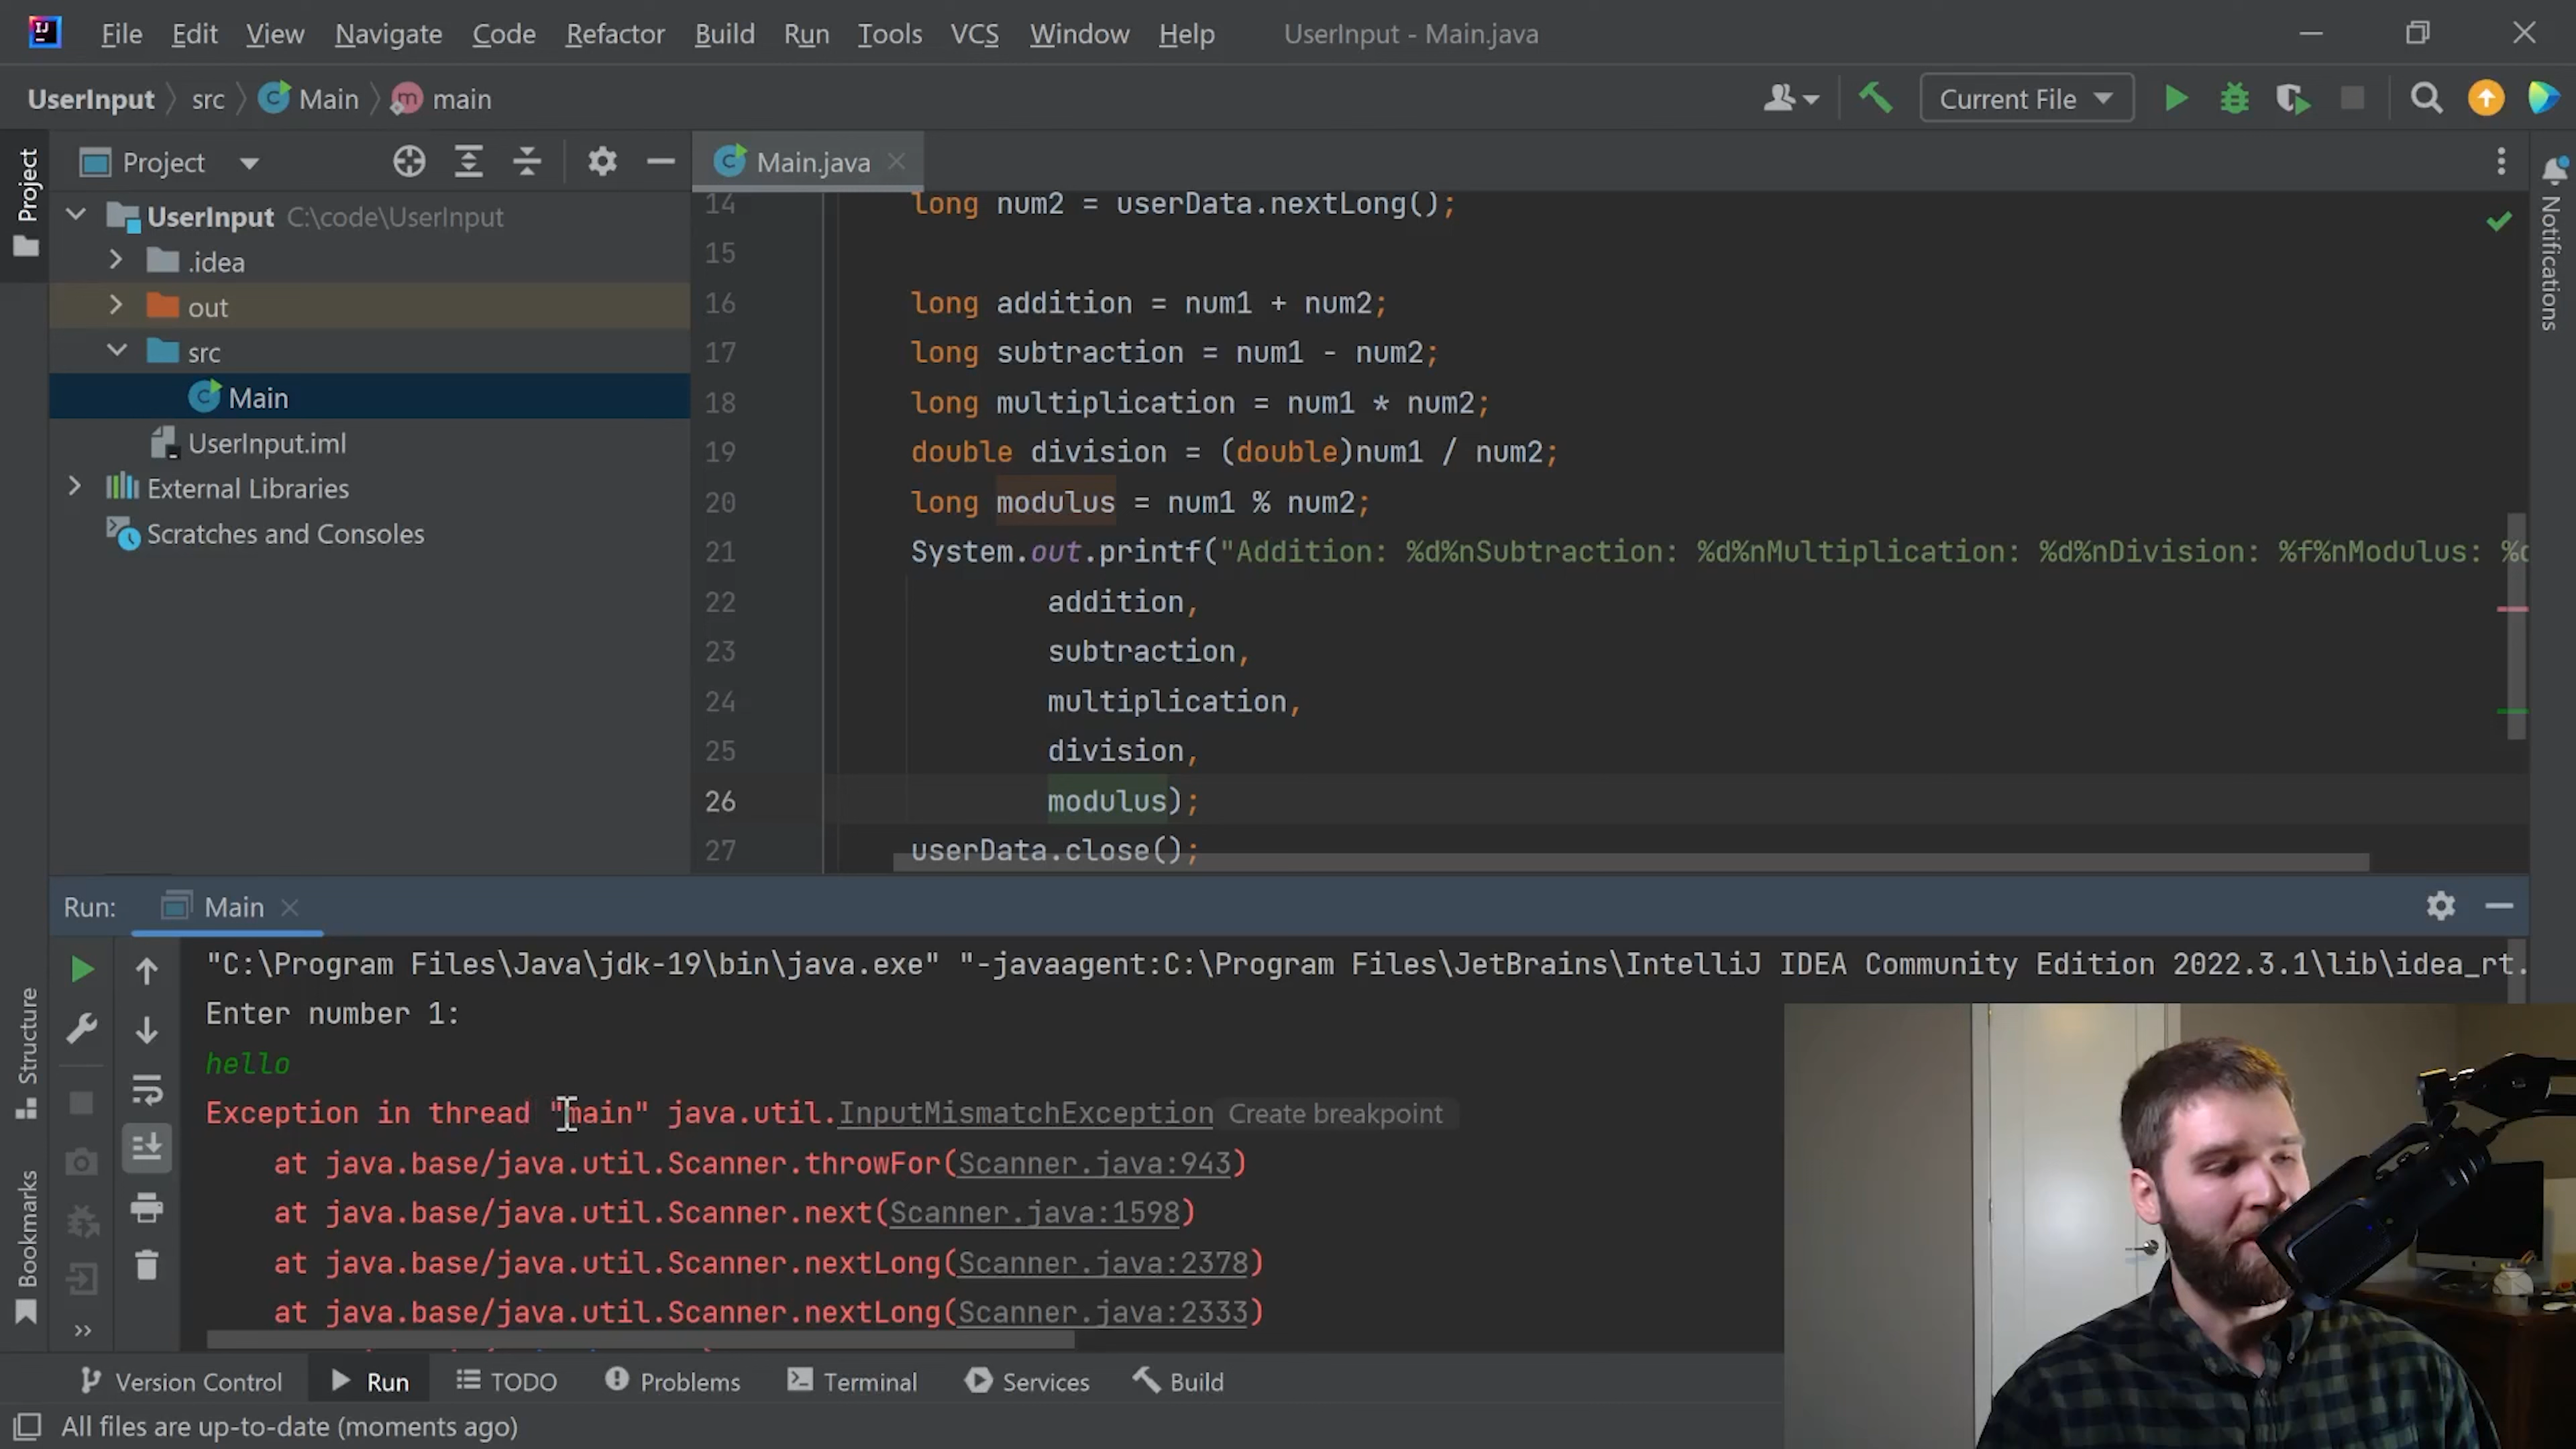 File Edit View Navigate Code Refactor Build Run Tools VCS Window Help UserInput - Main.java
UserInput src Main main Current File
Project
Project
Main.java
Notifications
UserInput C:\code\UserInput
.idea
out
src
Main
UserInput.iml
External Libraries
Scratches and Consoles
14 long num2 = userData.nextLong();
15
16 long addition = num1 + num2;
17 long subtraction = num1 - num2;
18 long multiplication = num1 * num2;
19 double division = (double)num1 / num2;
20 long modulus = num1 % num2;
21 System.out.printf("Addition: %d%nSubtraction: %d%nMultiplication: %d%nDivision: %f%nModulus:
22 addition,
23 subtraction,
24 multiplication,
25 division,
26 modulus);
27 userData.close();
Run: Main
"C:\Program Files\Java\jdk-19\bin\java.exe" "-javaagent:C:\Program Files\JetBrains\IntelliJ IDEA Community Edition 2022.3.1\lib\idea_rt.
Enter number 1:
hello
Exception in thread "main" java.util.InputMismatchException Create breakpoint
at java.base/java.util.Scanner.throwFor(Scanner.java:943)
at java.base/java.util.Scanner.next(Scanner.java:1598)
at java.base/java.util.Scanner.nextLong(Scanner.java:2378)
at java.base/java.util.Scanner.nextLong(Scanner.java:2333)
Structure
Bookmarks
Version Control Run TODO Problems Terminal Services Build
All files are up-to-date (moments ago)